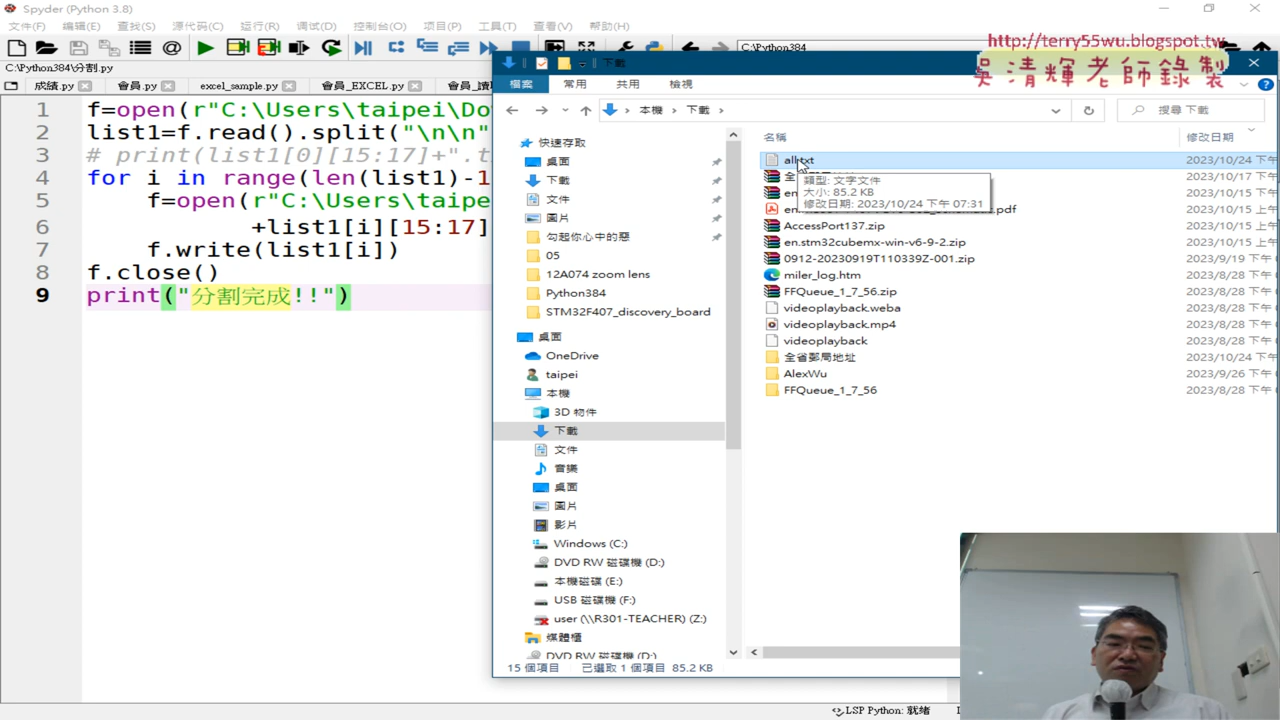 Spyder (Python 3.8)
文件(F) 编辑(E) 查找(S) 源代码(C) 运行(R) 调试(D) 控制台(O) 项目(P) 工具(T) 查看(V) 帮助(H)
C:\Python384
http://terry55wu.blogspot.tw
吳清輝老師錄製
C:\Python384\分割.py
成績.py 會員.py excel_sample.py 會員_EXCEL.py
1 f=open(r"C:\Users\taipei\Do
2 list1=f.read().split("\n\n"
3 # print(list1[0][15:17]+".t
4 for i in range(len(list1)-1
5 f=open(r"C:\Users\taipe
6 +list1[i][15:17]
7 f.write(list1[i])
8 f.close()
9 print("分割完成!!")
下載
檔案 常用 共用 檢視
本機 › 下載 ›
搜尋 下載
快速存取
桌面
下載
文件
圖片
勾起你心中的惡
05
12A074 zoom lens
Python384
STM32F407_discovery_board
桌面
OneDrive
taipei
本機
3D 物件
下載
文件
音樂
桌面
圖片
影片
Windows (C:)
DVD RW 磁碟機 (D:)
本機磁碟 (E:)
USB 磁碟機 (F:)
user (\\R301-TEACHER) (Z:)
媒體櫃
DVD RW 磁碟機 (D:)
名稱 修改日期
all.txt 2023/10/24 下午
2023/10/17 下午
2023/10/15 下午
.pdf 2023/10/15 下午
類型: 文字文件
大小: 85.2 KB
修改日期: 2023/10/24 下午 07:31
AccessPort137.zip 2023/10/15 上午
en.stm32cubemx-win-v6-9-2.zip 2023/10/15 上午
0912-20230919T110339Z-001.zip 2023/9/19 下午
miler_log.htm 2023/8/28 下午
FFQueue_1_7_56.zip 2023/8/28 下午
videoplayback.weba 2023/8/28 下午
videoplayback.mp4 2023/8/28 下午
videoplayback 2023/8/28 下午
全省郵局地址 2023/10/24 下午
AlexWu 2023/9/26 下午
FFQueue_1_7_56 2023/8/28 下午
15 個項目 已選取 1 個項目 85.2 KB
LSP Python: 就绪